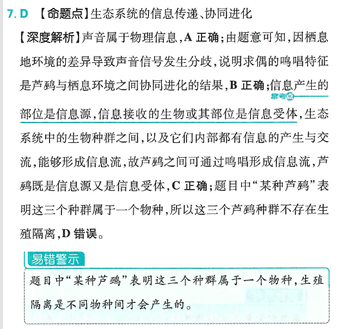 7. D 【命题点】生态系统的信息传递、协同进化
【深度解析】声音属于物理信息,A 正确;由题意可知,因栖息
地环境的差异导致声音信号发生分歧,说明求偶的鸣唱特征
是芦鹀与栖息环境之间协同进化的结果,B 正确;信息产生的
常考
部位是信息源,信息接收的生物或其部位是信息受体,生态
系统中的生物种群之间,以及它们内部都有信息的产生与交
流,能够形成信息流,故芦鹀之间可通过鸣唱形成信息流,芦
鹀既是信息源又是信息受体,C 正确;题目中“某种芦鹀”表
明这三个种群属于一个物种,所以这三个芦鹀种群不存在生
殖隔离,D 错误。
易错警示
题目中“某种芦鹀”表明这三个种群属于一个物种,生殖
隔离是不同物种间才会产生的。